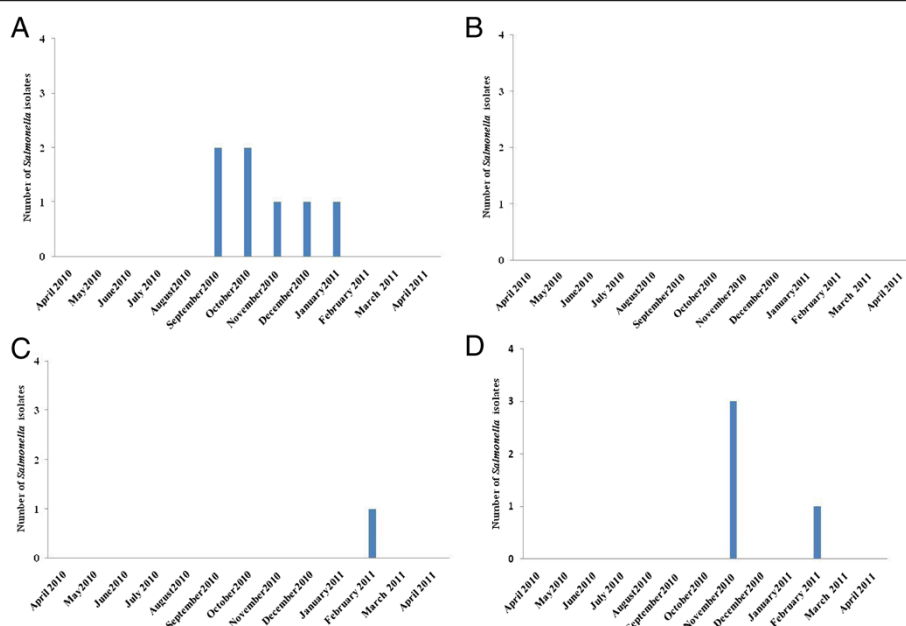 A
Number of Salmonella isolates
4
3
2
1
0
April 2010
May2010
June2010
July 2010
August2010
September2010
October2010
November2010
December2010
January2011
February 2011
March 2011
April 2011
B
Number of Salmonella isolates
4
3
2
1
0
April 2010
May2010
June2010
July 2010
August2010
September2010
October2010
November2010
December2010
January2011
February 2011
March 2011
April 2011
C
Number of Salmonella isolates
4
3
2
1
0
April 2010
May2010
June2010
July 2010
August2010
September2010
October2010
November2010
December2010
January2011
February 2011
March 2011
April 2011
D
Number of Salmonella isolates
4
3
2
1
0
April 2010
May2010
June2010
July 2010
August2010
September2010
October2010
November2010
December2010
January2011
February 2011
March 2011
April 2011